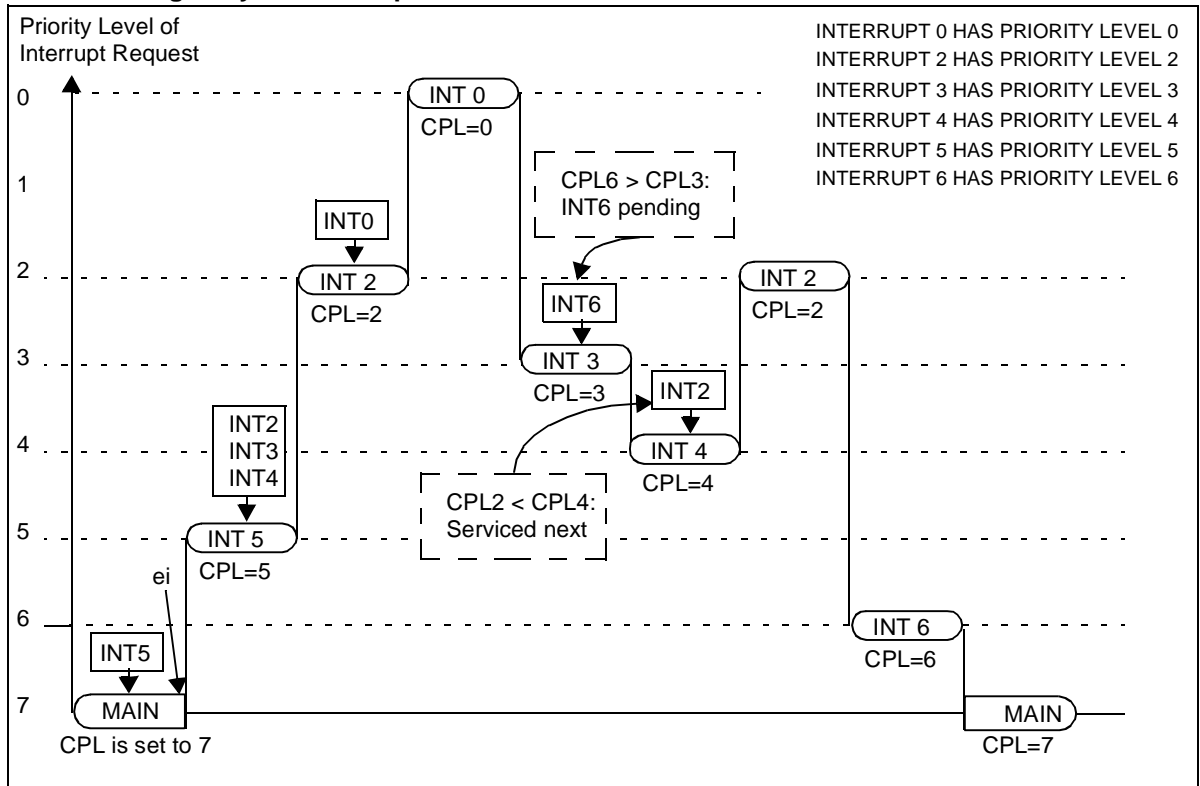 Priority Level of
Interrupt Request
INTERRUPT 0 HAS PRIORITY LEVEL 0
INTERRUPT 2 HAS PRIORITY LEVEL 2
INTERRUPT 3 HAS PRIORITY LEVEL 3
INTERRUPT 4 HAS PRIORITY LEVEL 4
INTERRUPT 5 HAS PRIORITY LEVEL 5
INTERRUPT 6 HAS PRIORITY LEVEL 6
0
INT 0
CPL=0
1
CPL6 > CPL3:
INT6 pending
INT0
2
INT 2
CPL=2
INT 2
CPL=2
INT6
3
INT 3
CPL=3
INT2
INT2
INT3
INT4
4
INT 4
CPL=4
CPL2 < CPL4:
Serviced next
5
INT 5
CPL=5
ei
6
INT 6
CPL=6
INT5
7
MAIN
CPL is set to 7
MAIN
CPL=7